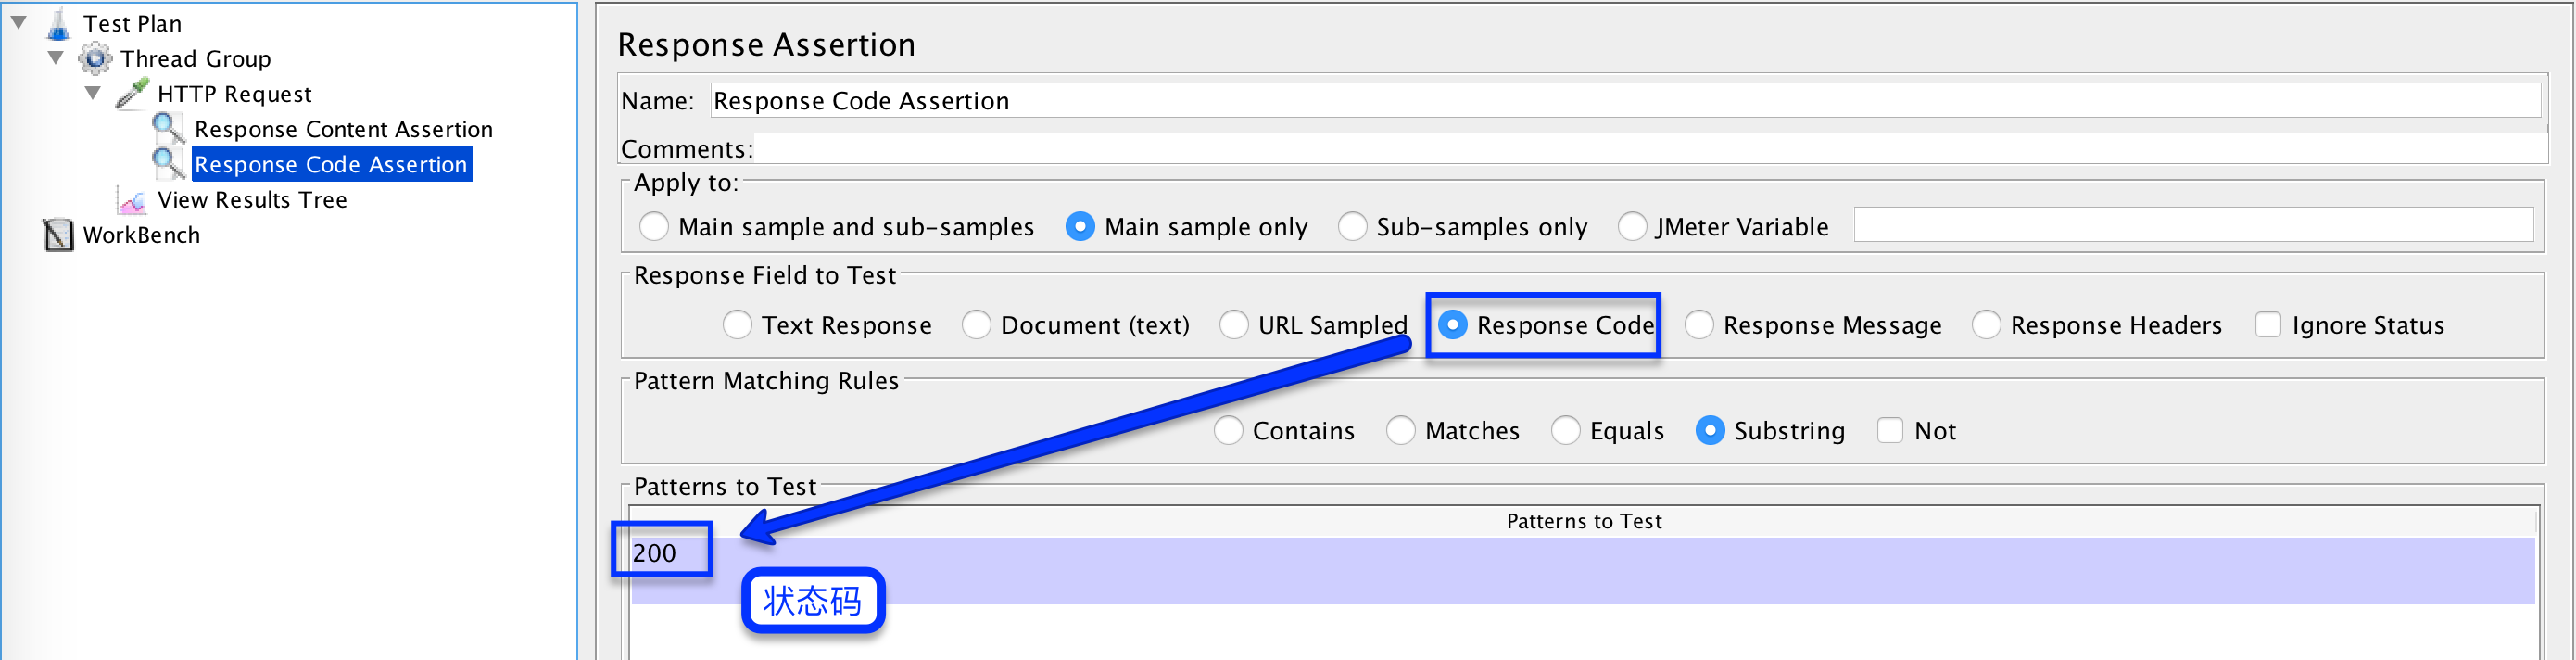 Test Plan
Thread Group
HTTP Request
Response Content Assertion
Response Code Assertion
View Results Tree
WorkBench
Response Assertion
Name: Response Code Assertion
Comments:
Apply to:
Main sample and sub-samples Main sample only Sub-samples only JMeter Variable
Response Field to Test
Text Response Document (text) URL Sampled Response Code Response Message Response Headers Ignore Status
Pattern Matching Rules
Contains Matches Equals Substring Not
Patterns to Test
Patterns to Test
200
状态码